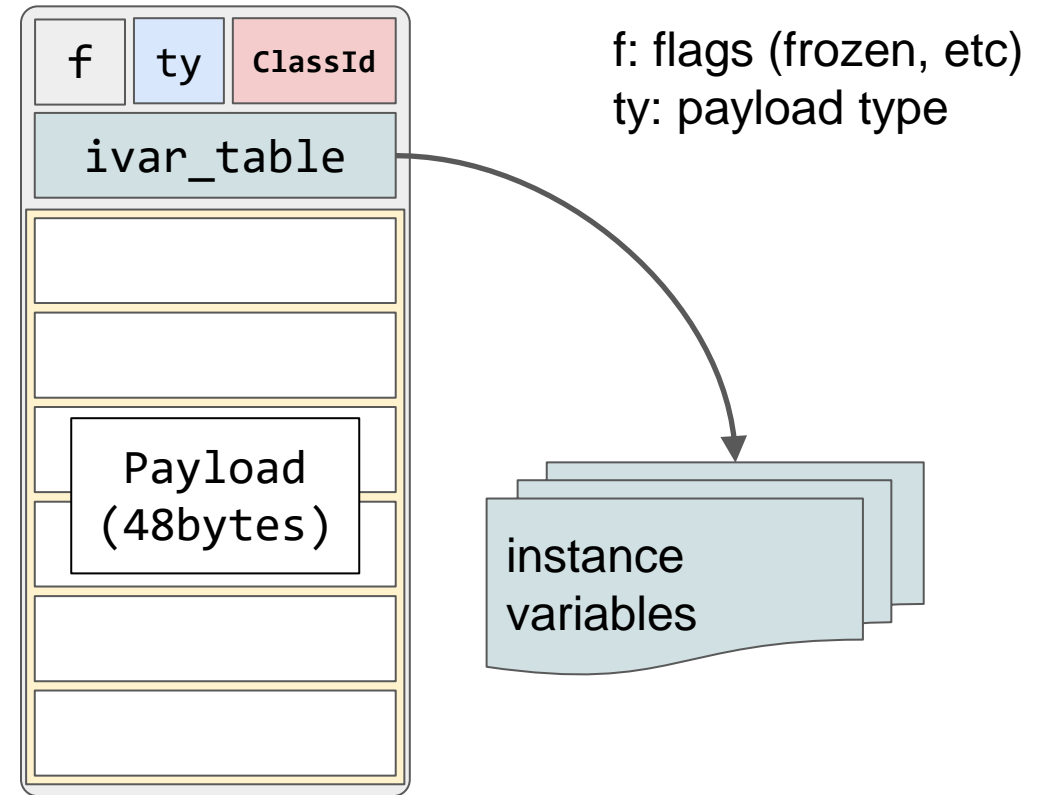 f
ty
ClassId
f: flags (frozen, etc)
ty: payload type
ivar_table
Payload
(48bytes)
instance
variables